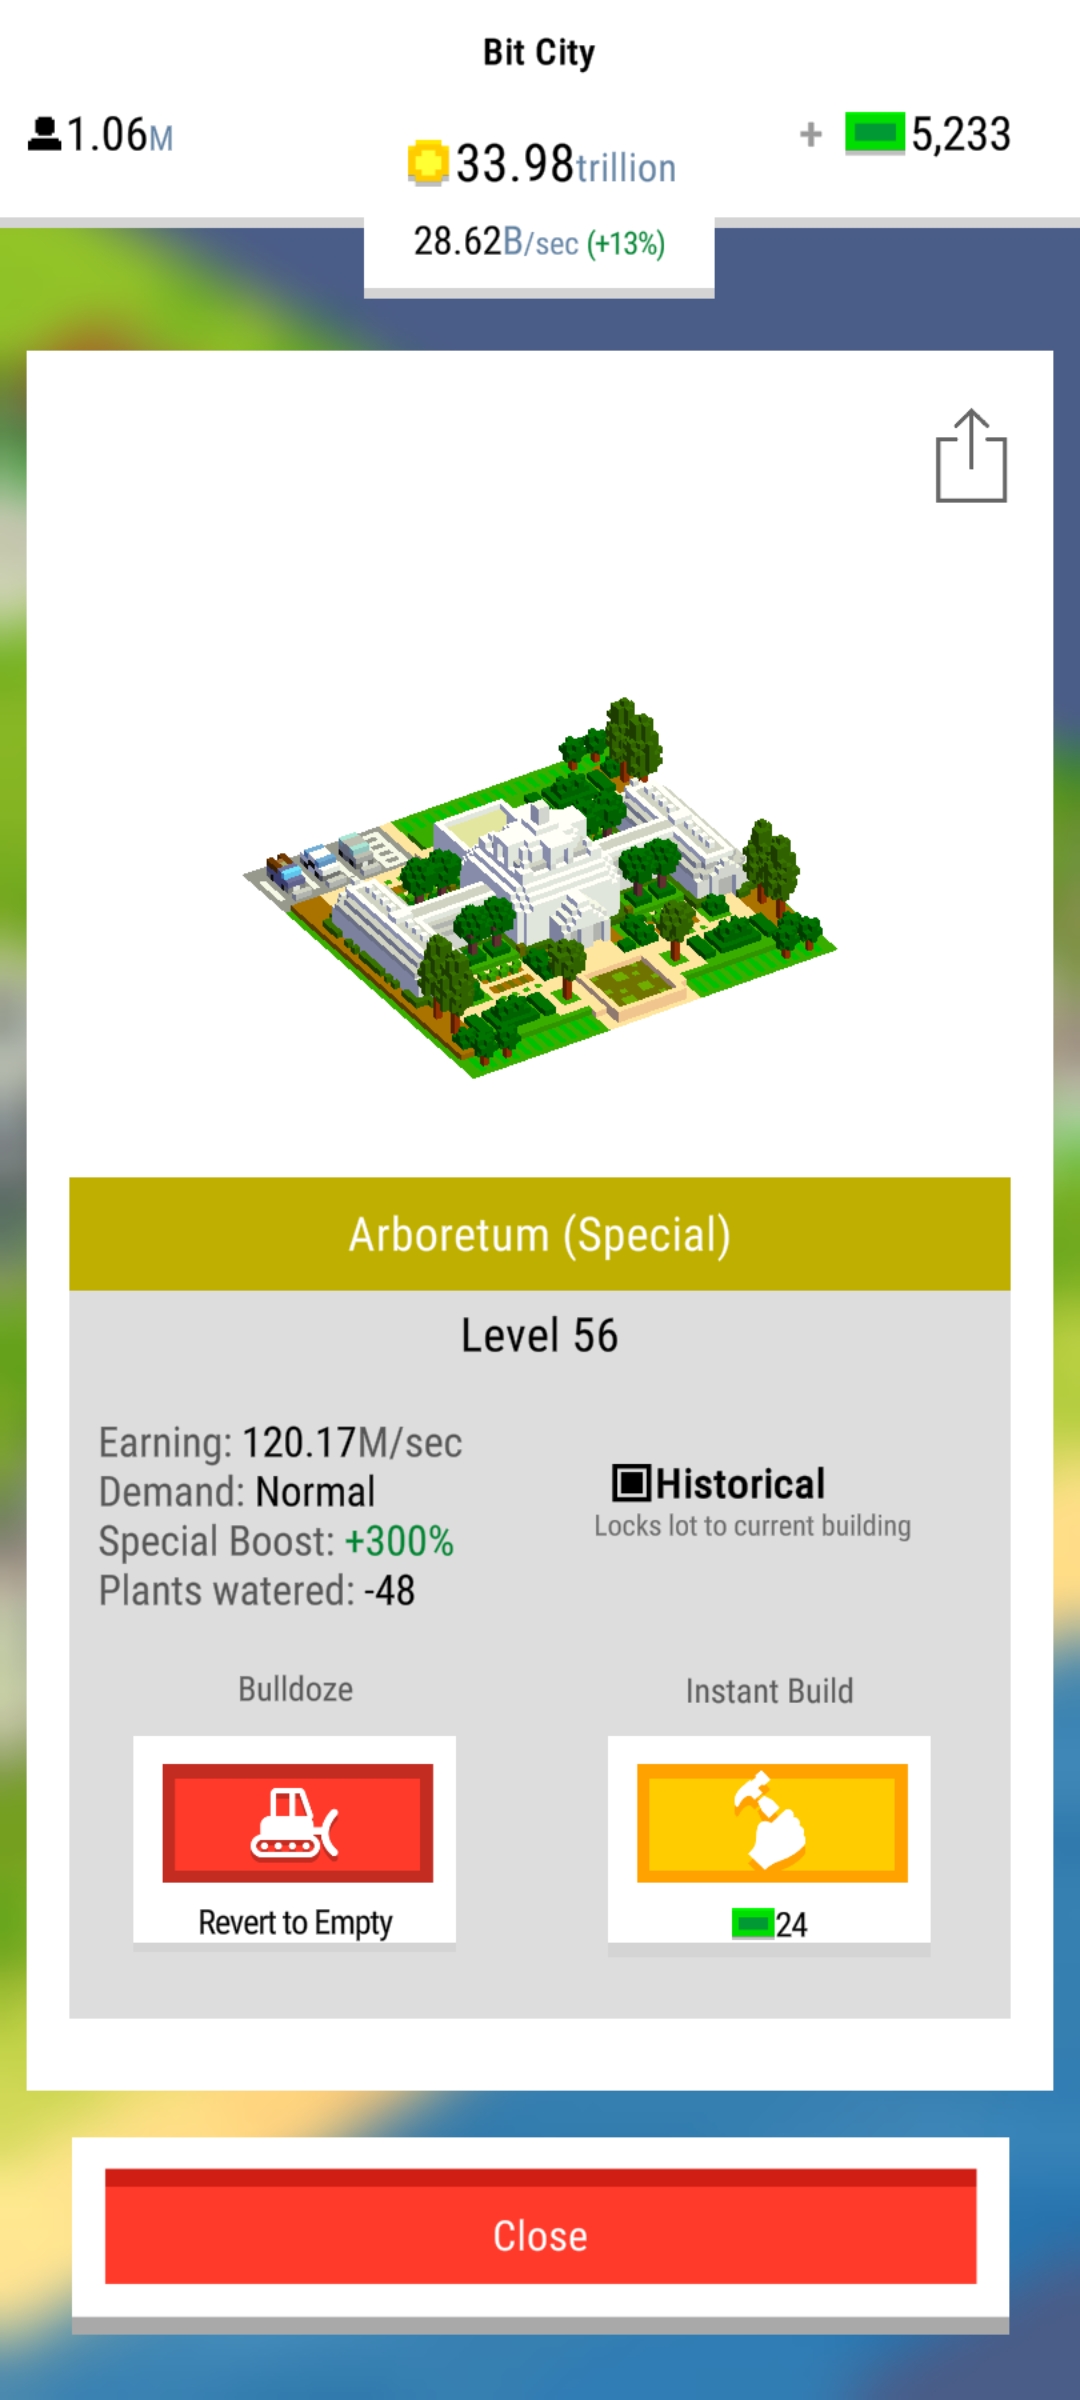 Bit City
1.06M
33.98trillion
+ 5,233
28.62B/sec (+13%)
Arboretum (Special)
Level 56
Earning: 120.17M/sec
Demand: Normal
Special Boost: +300%
Plants watered: -48
Historical
Locks lot to current building
Bulldoze
Revert to Empty
Instant Build
24
Close